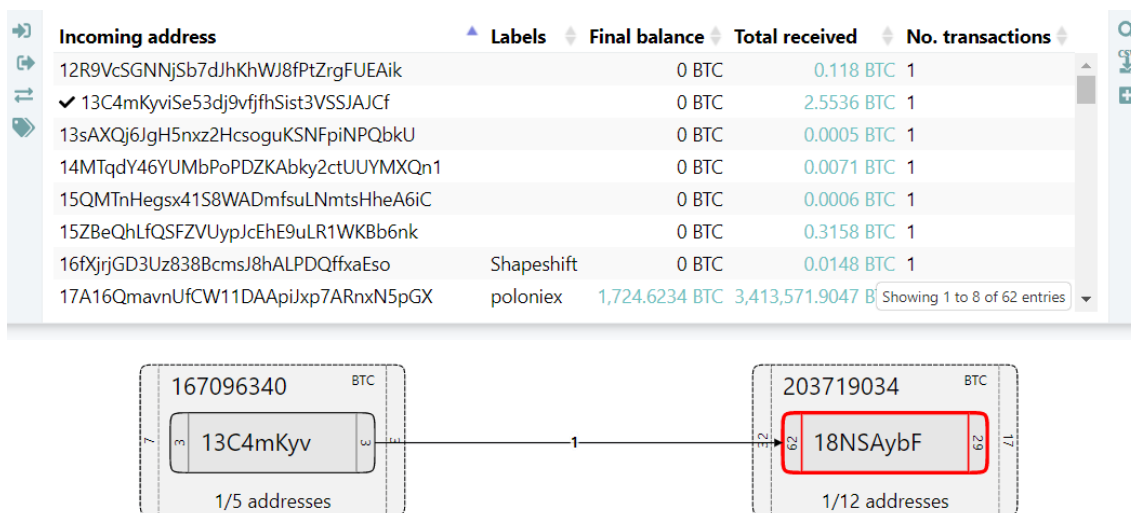 Incoming address Labels Final balance Total received No. transactions
12R9VcSGNNjSb7dJhKhWJ8fPtZrgFUEAik 0 BTC 0.118 BTC 1
13C4mKyviSe53dj9vfjfhSist3VSSJAJCf 0 BTC 2.5536 BTC 1
13sAXQj6JgH5nxz2HcsoguKSNFpiNPQbkU 0 BTC 0.0005 BTC 1
14MTqdY46YUMbPoPDZKAbky2ctUUYMXQn1 0 BTC 0.0071 BTC 1
15QMTnHegsx41S8WADmfsuLNmtsHheA6iC 0 BTC 0.0006 BTC 1
15ZBeQhLfQSFZVUypJcEhE9uLR1WKBb6nk 0 BTC 0.3158 BTC 1
16fXjrjGD3Uz838BcmsJ8hALPDQffxaEso Shapeshift 0 BTC 0.0148 BTC 1
17A16QmavnUfCW11DAApiJxp7ARnxN5pGX poloniex 1,724.6234 BTC 3,413,571.9047 B
Showing 1 to 8 of 62 entries
167096340 BTC
7 3 13C4mKyv 3
1/5 addresses
1
203719034 BTC
62 18NSAybF 29 17
1/12 addresses